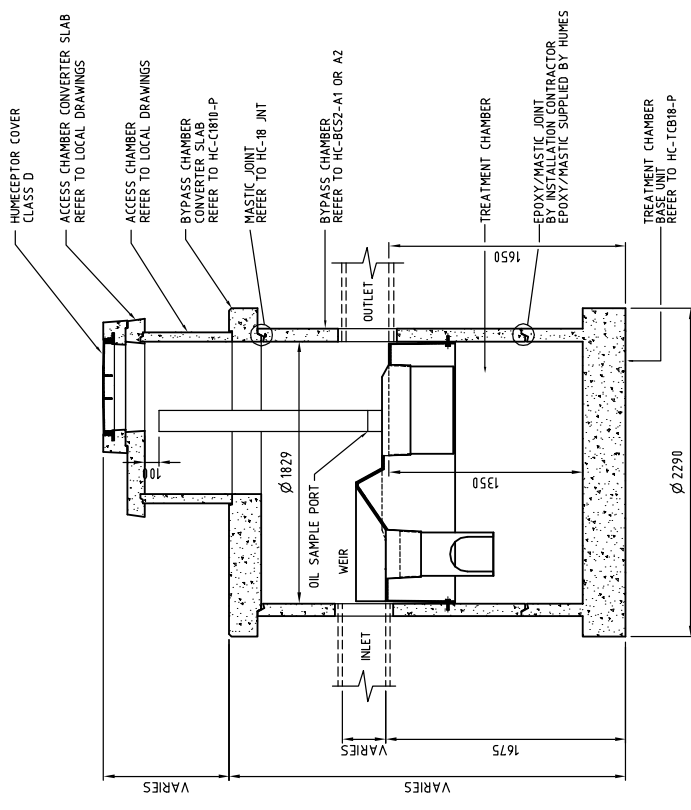 HUMECEPTOR COVER
CLASS D
ACCESS CHAMBER CONVERTER SLAB
REFER TO LOCAL DRAWINGS
ACCESS CHAMBER
REFER TO LOCAL DRAWINGS
BYPASS CHAMBER
CONVERTER SLAB
REFER TO HC-C1810-P
MASTIC JOINT
REFER TO HC-18 JNT
BYPASS CHAMBER
REFER TO HC-BCS2-A1 OR A2
TREATMENT CHAMBER
EPOXY/MASTIC JOINT
BY INSTALLATION CONTRACTOR
EPOXY/MASTIC SUPPLIED BY HUMES
TREATMENT CHAMBER
BASE UNIT
REFER TO HC-TCB18-P
OUTLET
1650
100
Ø1829
OIL SAMPLE PORT
WEIR
1350
Ø2290
INLET
VARIES
1675
VARIES
VARIES